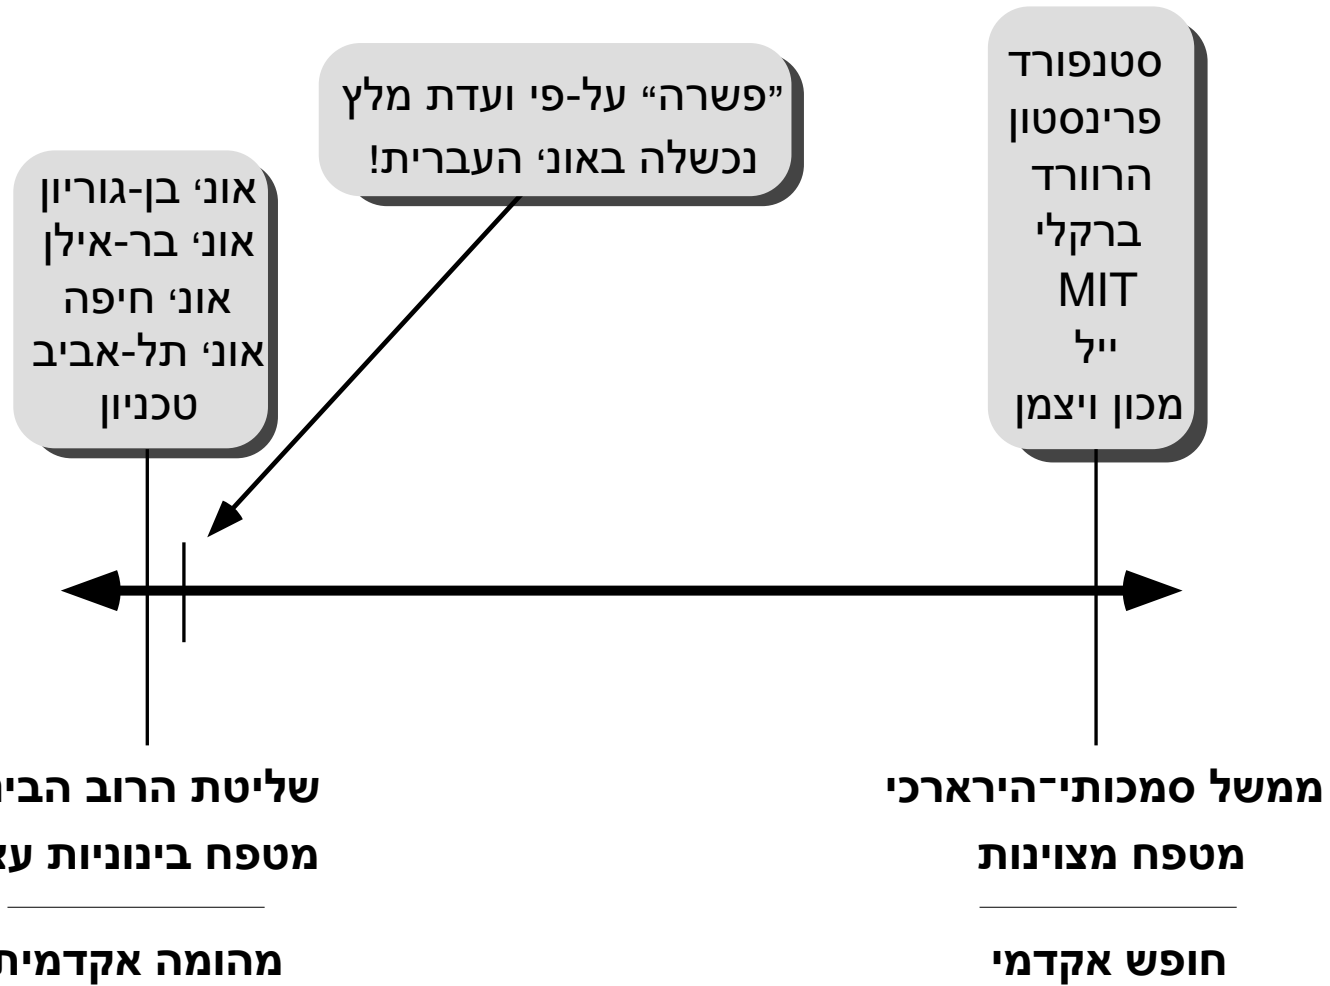 סטנפורד
פרינסטון
הרוורד
ברקלי
MIT
ייל
מכון ויצמן
"פשרה" על-פי ועדת מלץ
נכשלה באונ' העברית!
אונ' בן-גוריון
אונ' בר-אילן
אונ' חיפה
אונ' תל-אביב
טכניון
ממשל סמכותי־היררכי
מטפח מצוינות
חופש אקדמי
שליטת הרוב
מטפח בינוניות
מהומה אקדמית